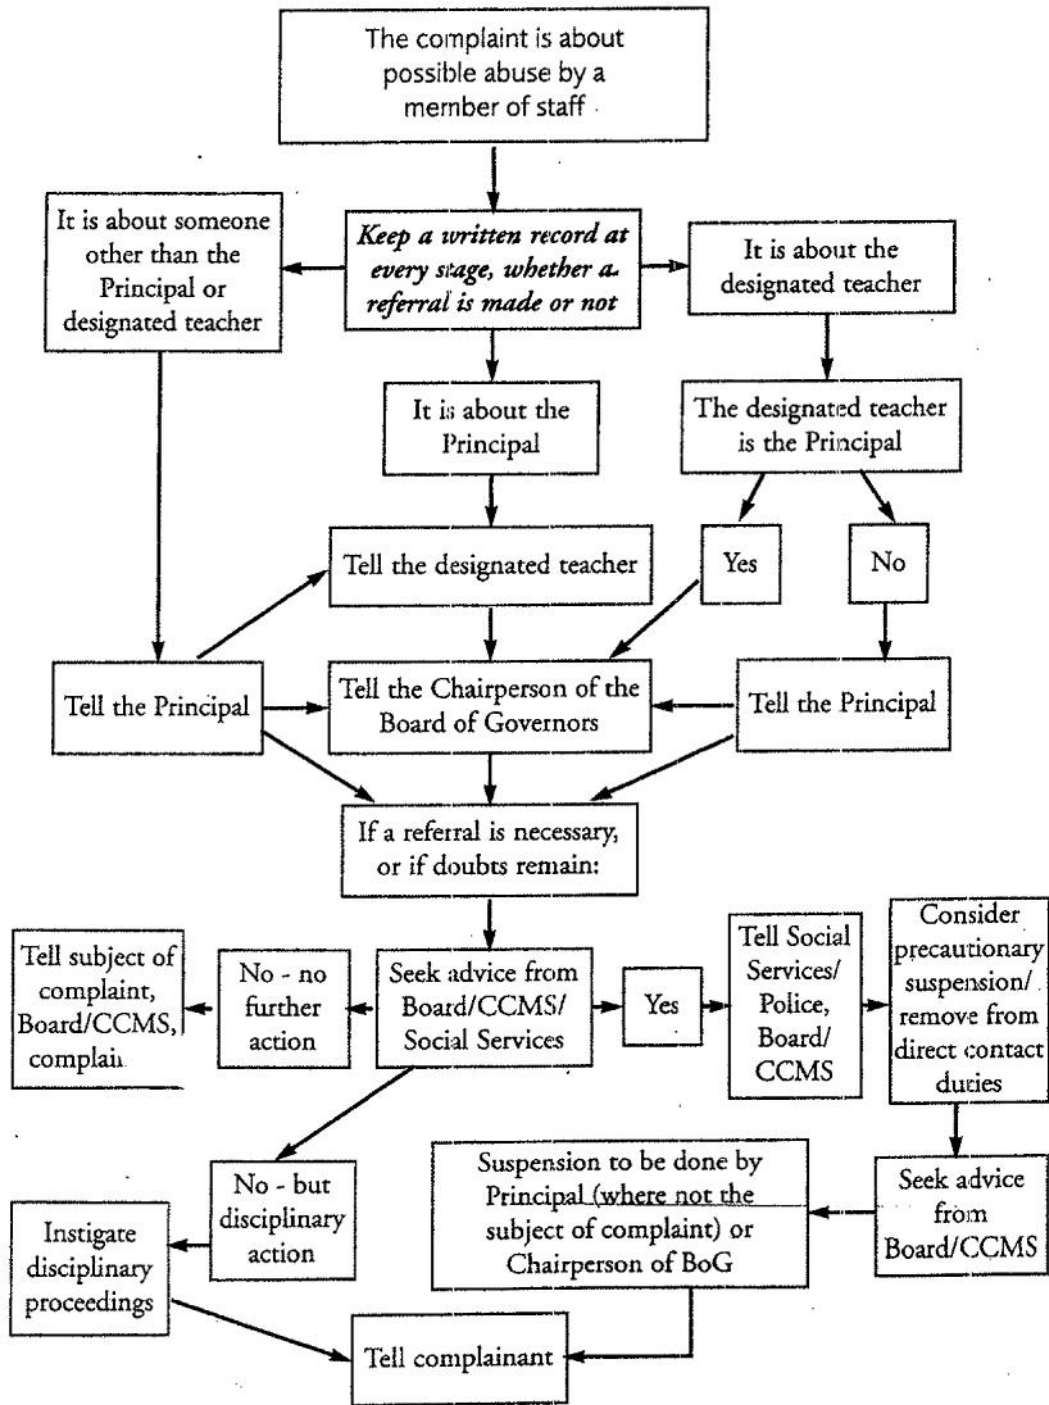 The complaint is about
possible abuse by a
member of staff
It is about someone
other than the
Principal or
designated teacher
Keep a written record at
every stage, whether a
referral is made or not
It is about the
designated teacher
It is about the
Principal
The designated teacher
is the Principal
Tell the designated teacher
Yes
No
Tell the Principal
Tell the Chairperson of the
Board of Governors
Tell the Principal
If a referral is necessary,
or if doubts remain:
Tell subject of
complaint,
Board/CCMS,
complain
No - no
further
action
Seek advice from
Board/CCMS/
Social Services
Yes
Tell Social
Services/
Police,
Board/
CCMS
Consider
precautionary
suspension/
remove from
direct contact
duties
Instigate
disciplinary
proceedings
No - but
disciplinary
action
Suspension to be done by
Principal (where not the
subject of complaint) or
Chairperson of BoG
Seek advice
from
Board/CCMS
Tell complainant